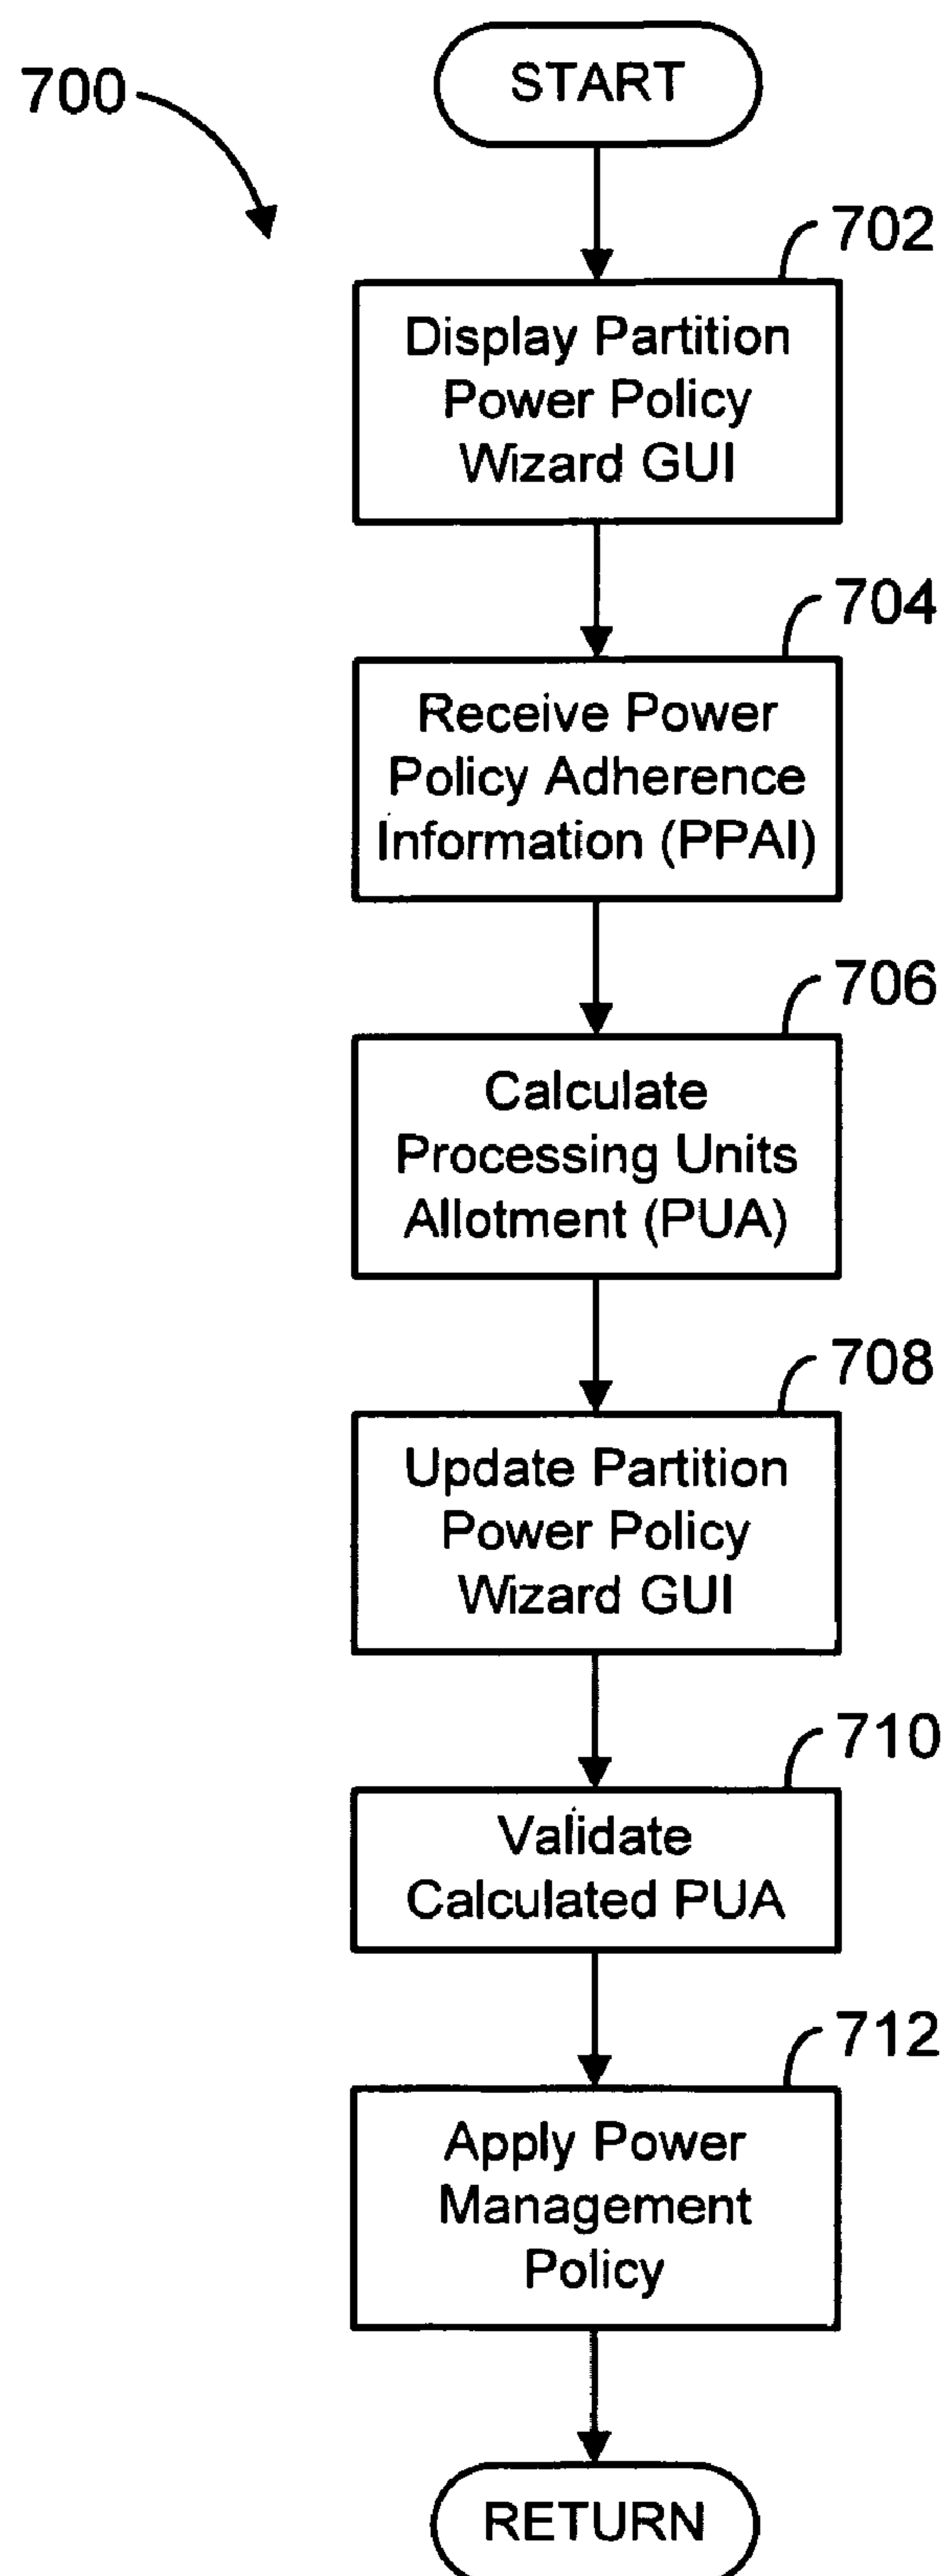 700
START
702
Display Partition
Power Policy
Wizard GUI
704
Receive Power
Policy Adherence
Information (PPAI)
706
Calculate
Processing Units
Allotment (PUA)
708
Update Partition
Power Policy
Wizard GUI
710
Validate
Calculated PUA
712
Apply Power
Management
Policy
RETURN